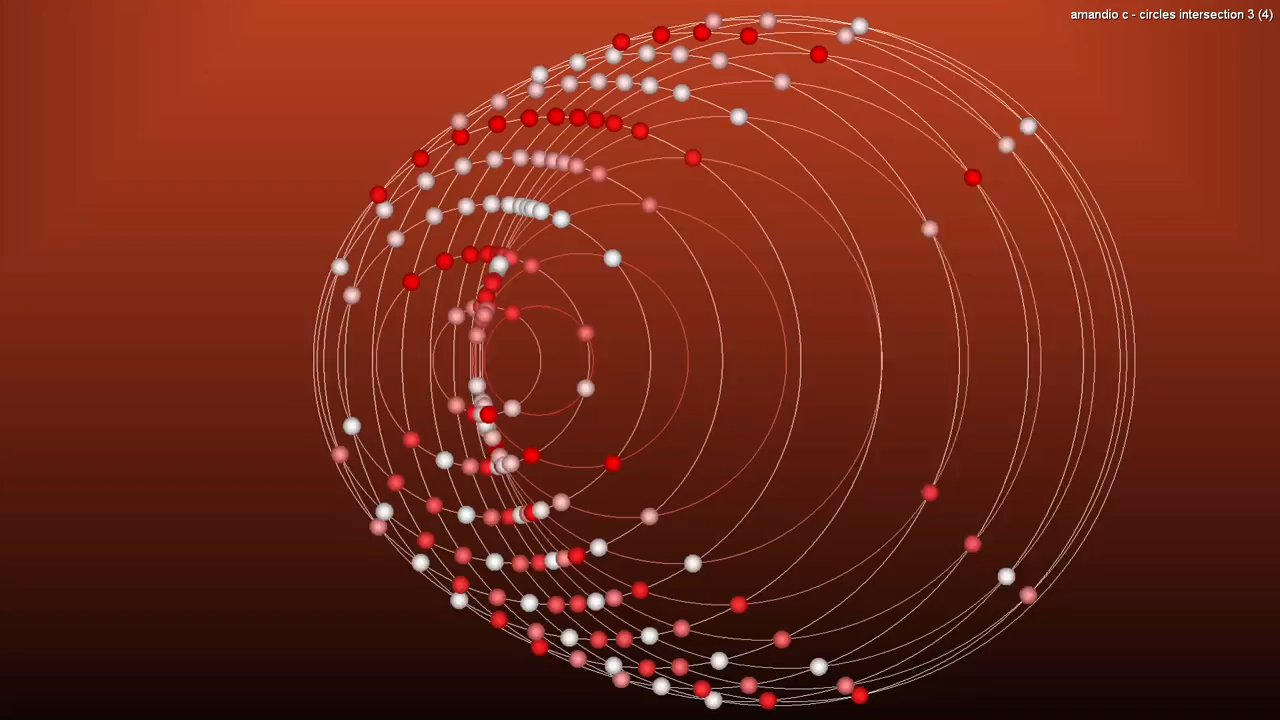 amandio c - circles intersection 3 (4)